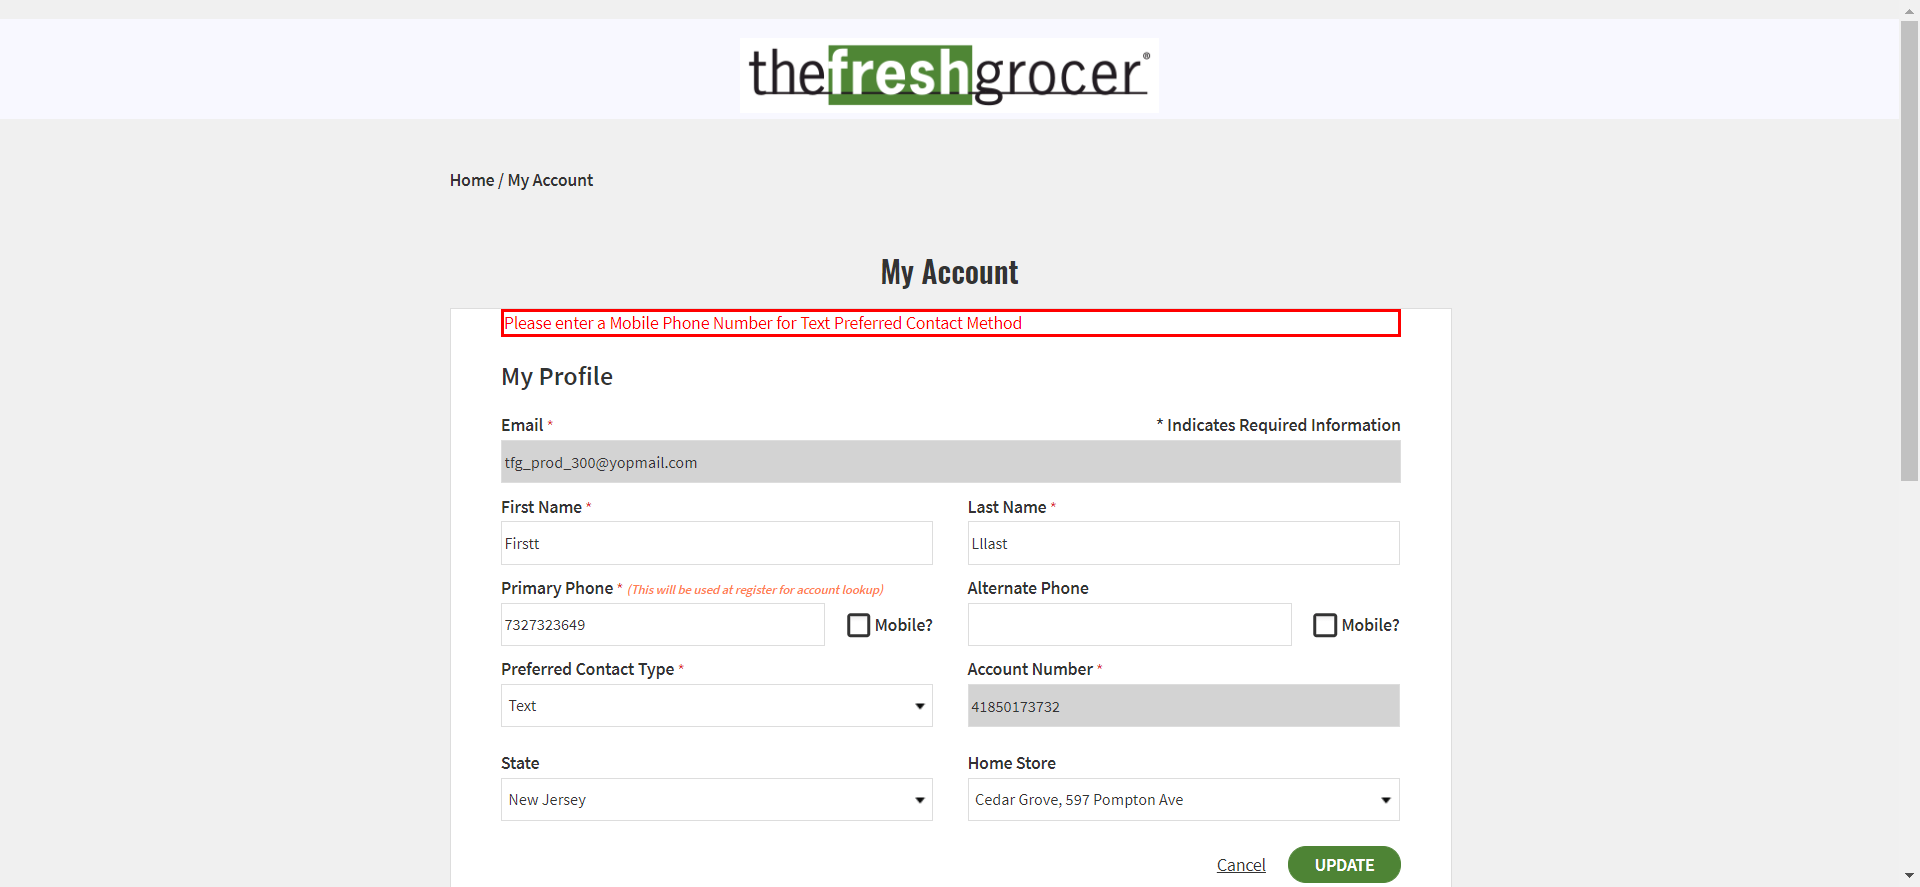 thefreshgrocer®
Home / My Account
My Account
Please enter a Mobile Phone Number for Text Preferred Contact Method
My Profile
Email *
* Indicates Required Information
tfg_prod_300@yopmail.com
First Name *
Last Name *
Firstt
Lllast
Primary Phone * (This will be used at register for account lookup)
Alternate Phone
7327323649
Mobile?
Mobile?
Preferred Contact Type *
Account Number *
Text
41850173732
State
Home Store
New Jersey
Cedar Grove, 597 Pompton Ave
Cancel
UPDATE